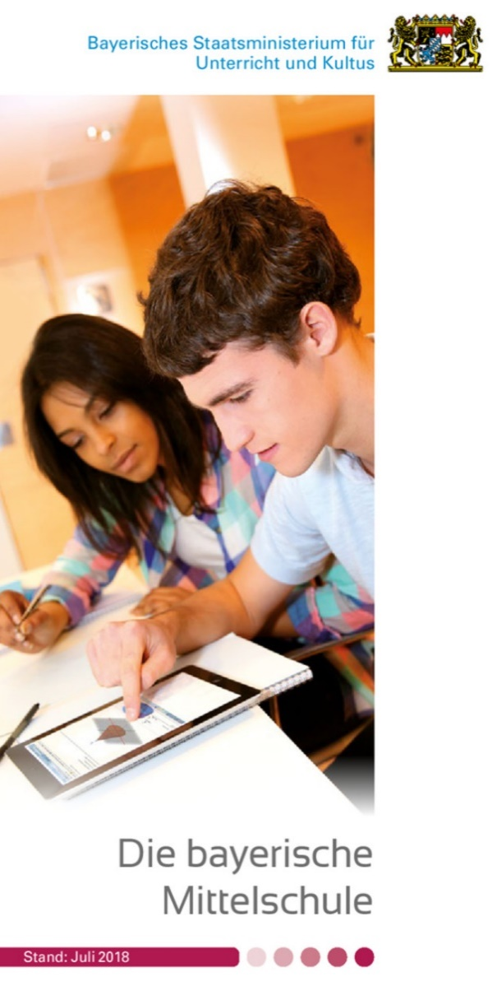 Bayerisches Staatsministerium für
Unterricht und Kultus
Die bayerische
Mittelschule
Stand: Juli 2018